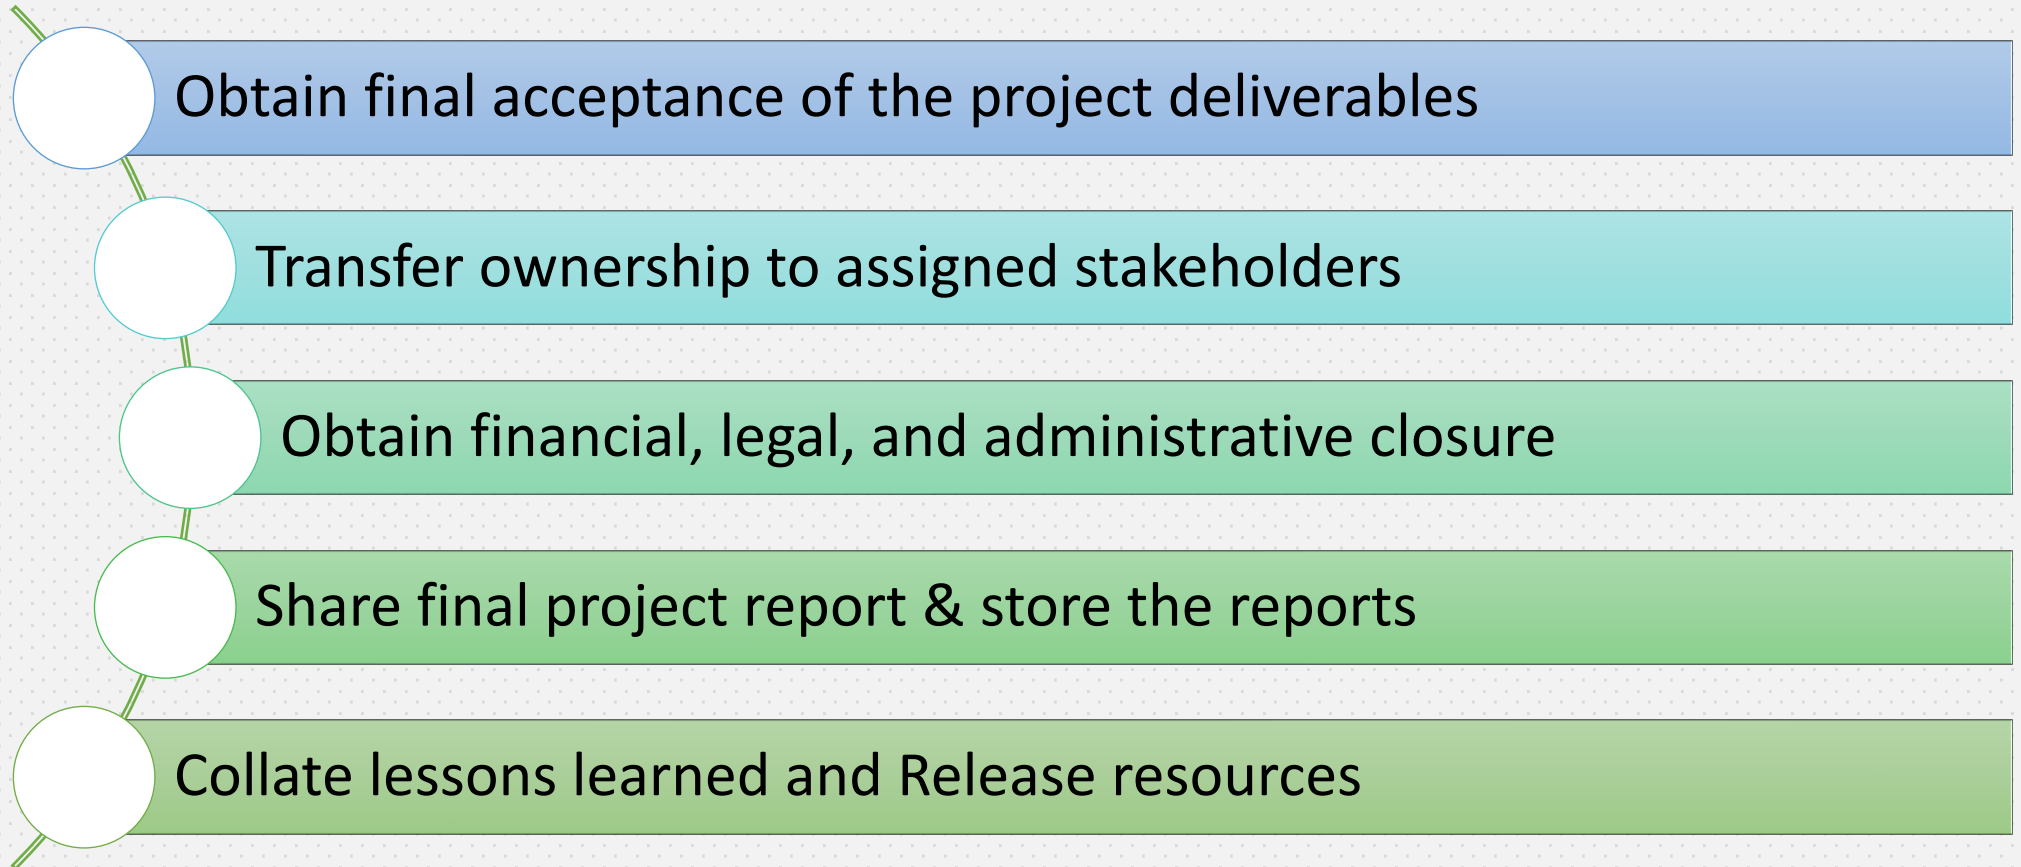 Obtain final acceptance of the project deliverables
Transfer ownership to assigned stakeholders
Obtain financial, legal, and administrative closure
Share final project report & store the reports
Collate lessons learned and Release resources